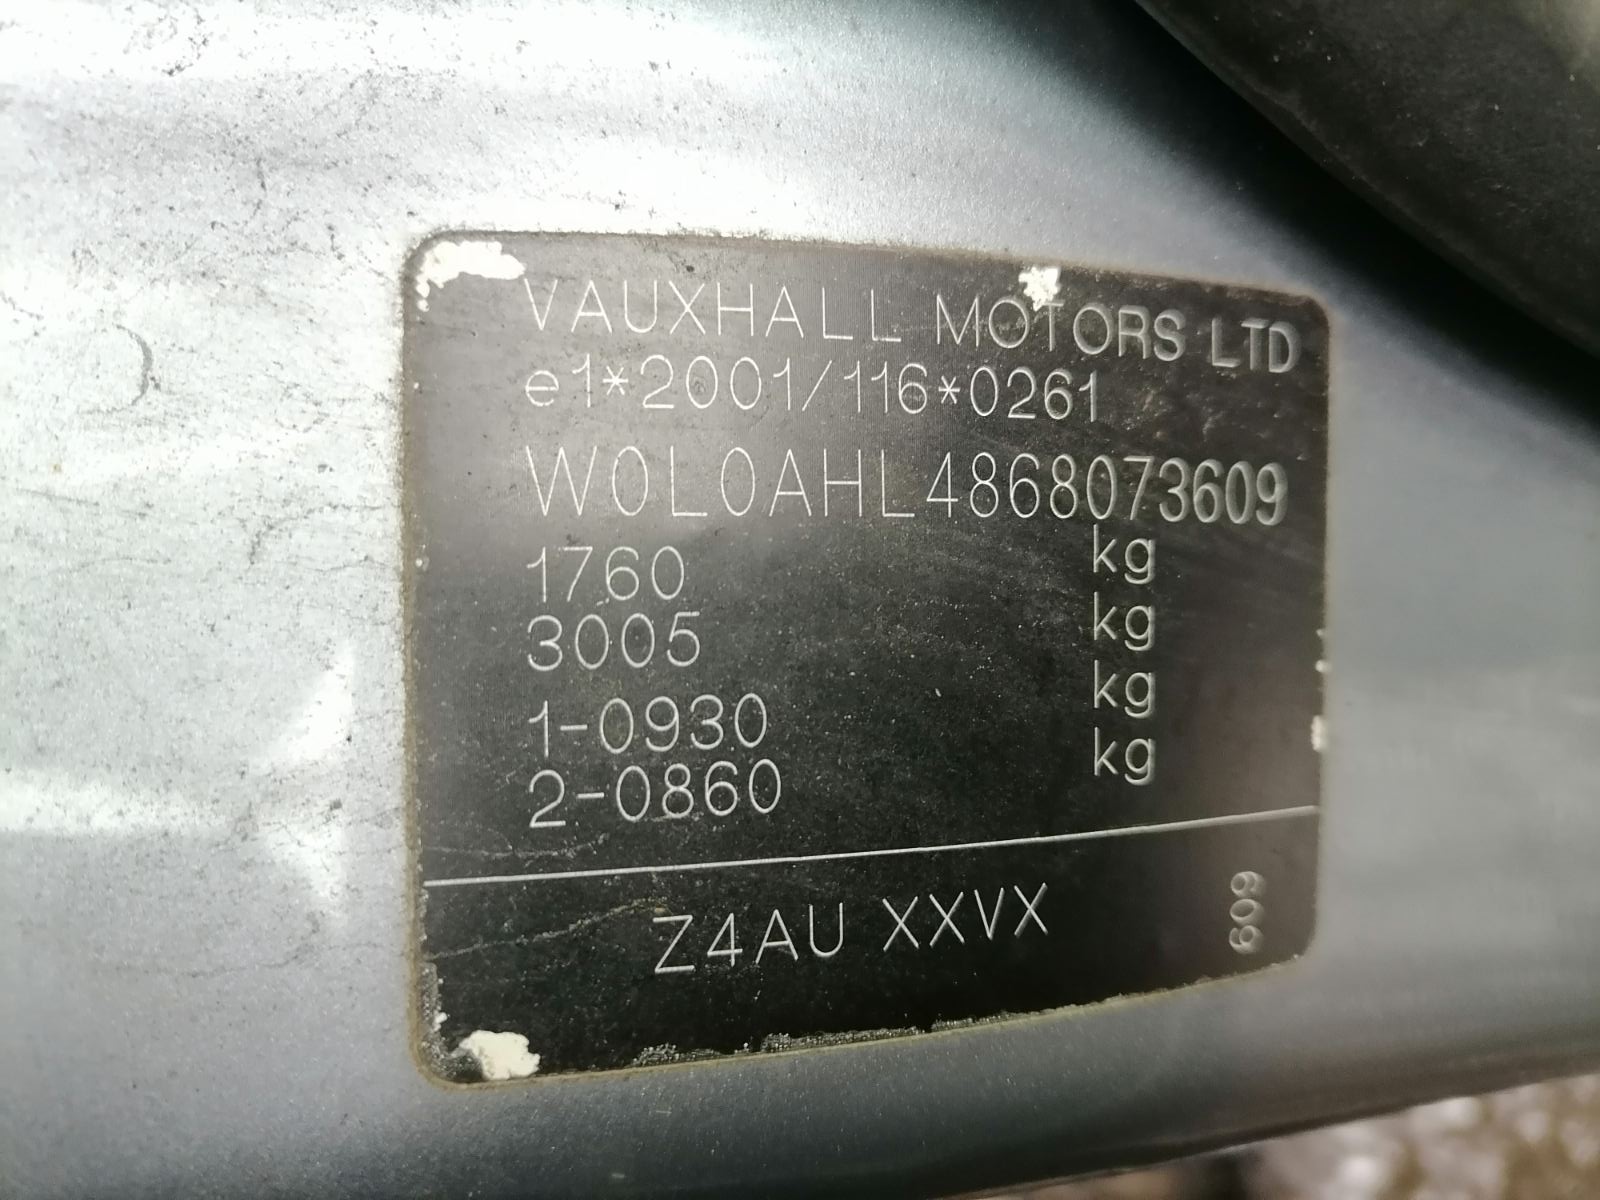 VAUXHALL MOTORS LTD
e1*2001/116*0261
W0L0AHL4868073609
1760 kg
3005 kg
1-0930 kg
2-0860 kg
Z4AU XXVX
609